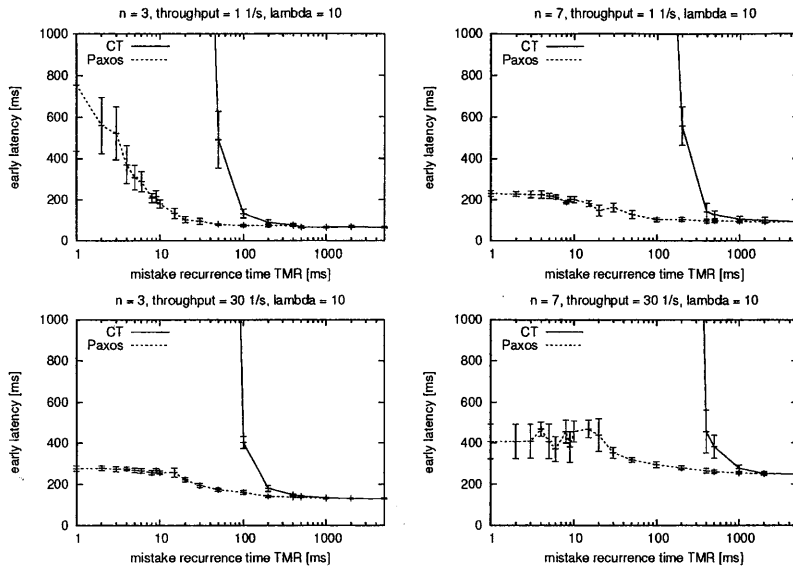 n = 3, throughput = 1 1/s, lambda = 10
CT
Paxos
early latency [ms]
1000
800
600
400
200
0
1 10 100 1000
mistake recurrence time TMR [ms]
n = 7, throughput = 1 1/s, lambda = 10
CT
Paxos
early latency [ms]
1000
800
600
400
200
0
1 10 100 1000
mistake recurrence time TMR [ms]
n = 3, throughput = 30 1/s, lambda = 10
CT
Paxos
early latency [ms]
1000
800
600
400
200
0
1 10 100 1000
mistake recurrence time TMR [ms]
n = 7, throughput = 30 1/s, lambda = 10
CT
Paxos
early latency [ms]
1000
800
600
400
200
0
1 10 100 1000
mistake recurrence time TMR [ms]